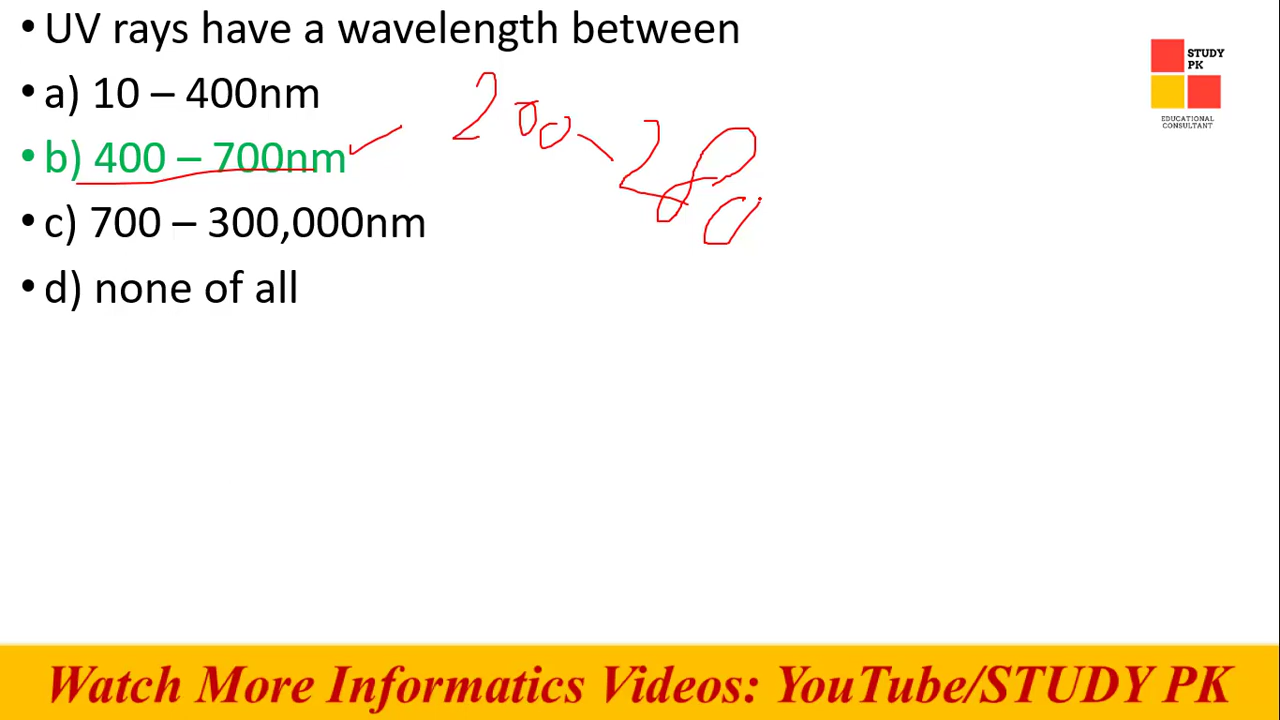 • UV rays have a wavelength between
• a) 10 – 400nm
• b) 400 – 700nm
200-280
• c) 700 – 300,000nm
• d) none of all
STUDY
PK
EDUCATIONAL
CONSULTANT
Watch More Informatics Videos: YouTube/STUDY PK